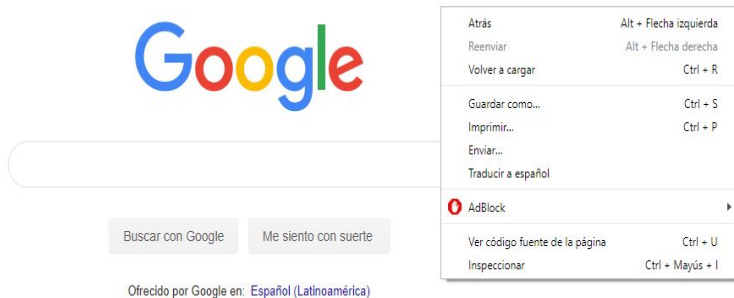 Google
Buscar con Google
Me siento con suerte
Ofrecido por Google en: Español (Latinoamérica)
Atrás Alt + Flecha izquierda
Reenviar Alt + Flecha derecha
Volver a cargar Ctrl + R
Guardar como... Ctrl + S
Imprimir... Ctrl + P
Enviar...
Traducir a español
AdBlock
Ver código fuente de la página Ctrl + U
Inspeccionar Ctrl + Mayús + I